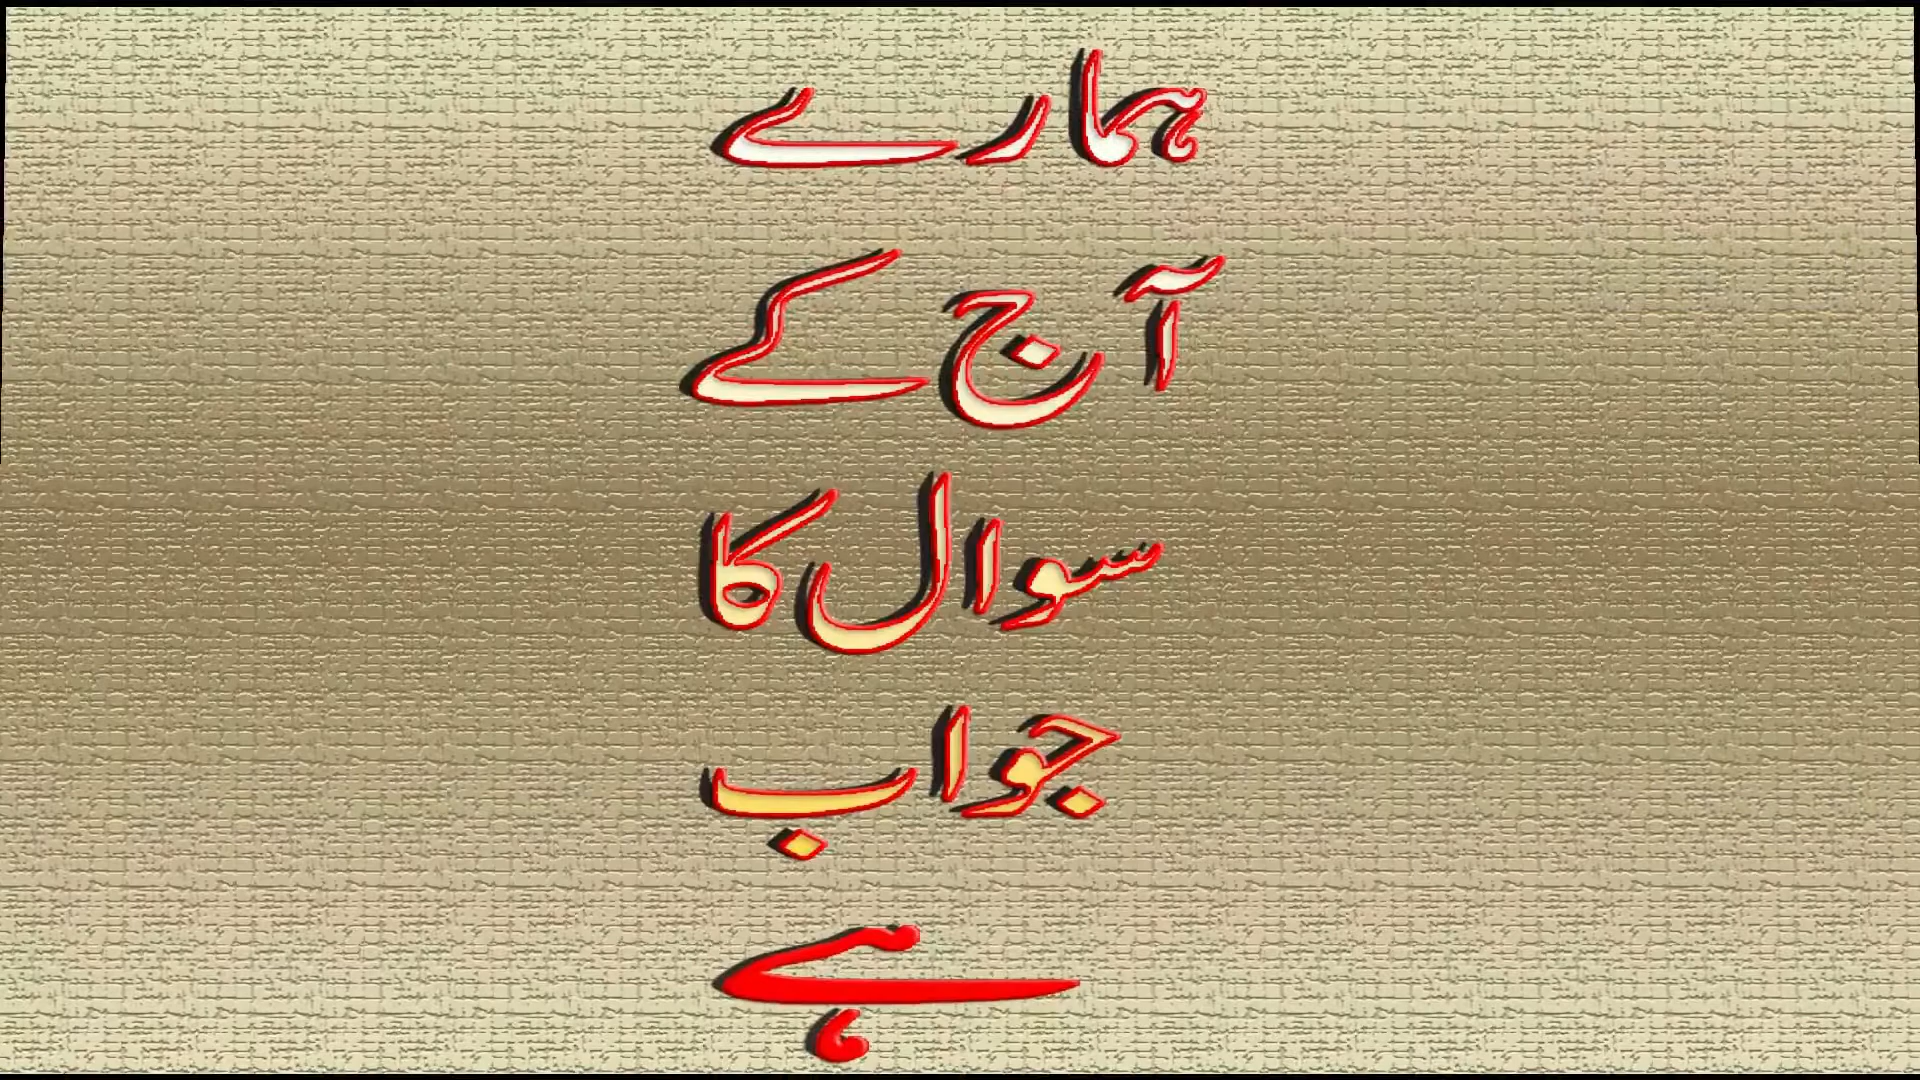 ہمارے
آج کے
سوال کا
جواب
ہے